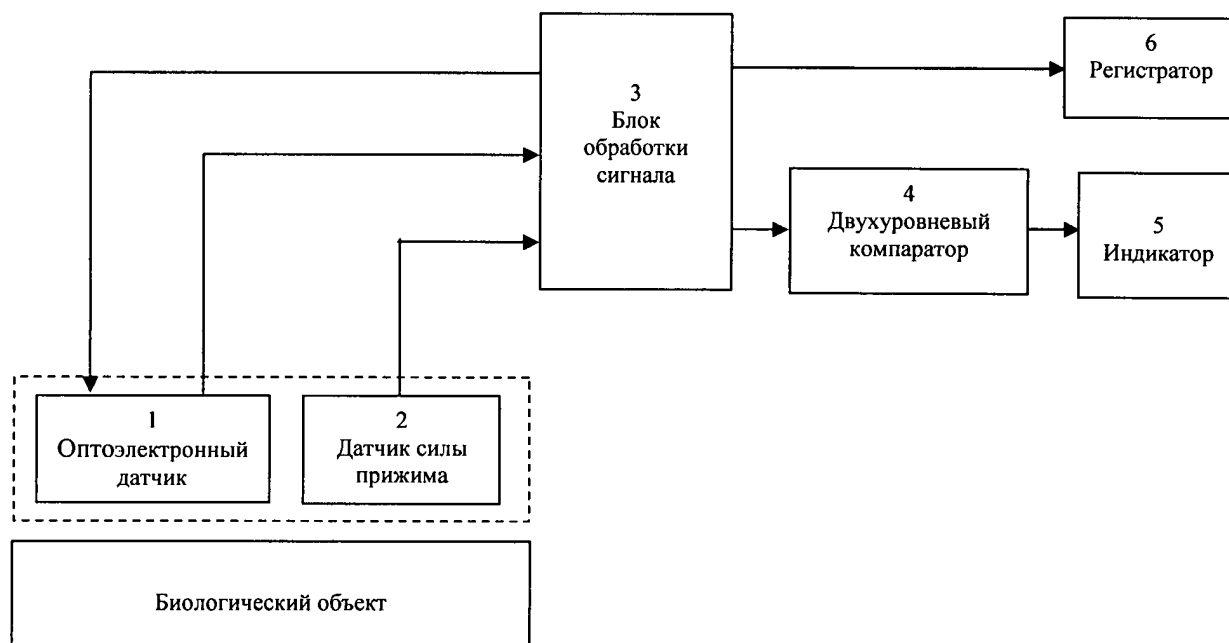 6
Регистратор
3
Блок
обработки
сигнала
4
Двухуровневый
компаратор
5
Индикатор
1
Оптоэлектронный
датчик
2
Датчик силы
прижима
Биологический объект